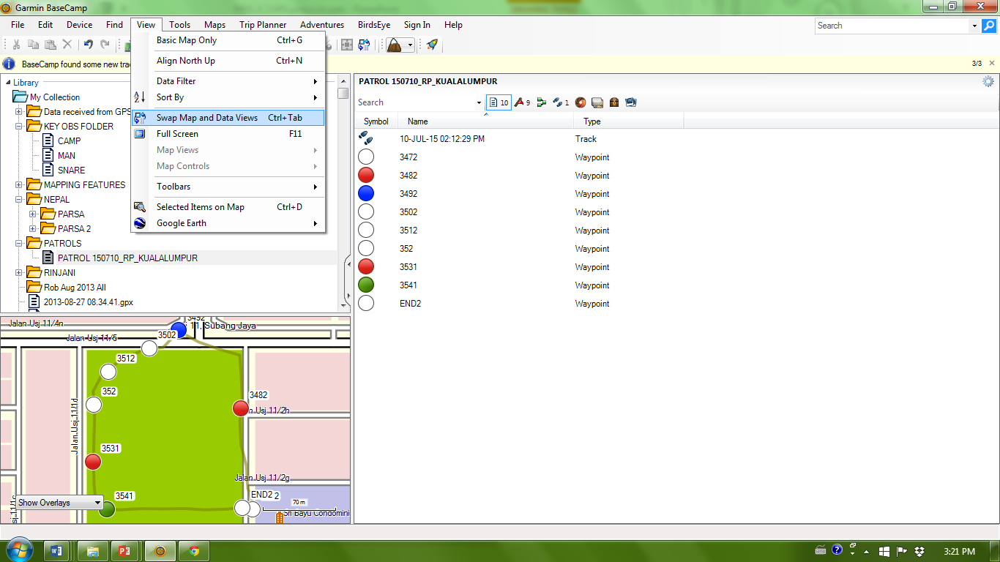 Garmin BaseCamp
File Edit Device Find View Tools Maps Trip Planner Adventures BirdsEye Sign In Help
Search
BaseCamp found some new
3/3
Basic Map Only Ctrl+G
Align North Up Ctrl+N
Data Filter
Sort By
Swap Map and Data Views Ctrl+Tab
Full Screen F11
Map Views
Map Controls
Toolbars
Selected Items on Map Ctrl+D
Google Earth
Library
My Collection
Data received from GPS
KEY OBS FOLDER
CAMP
MAN
SNARE
MAPPING FEATURES
NEPAL
PARSA
PARSA 2
PATROLS
PATROL 150710_RP_KUALALUMPUR
RINJANI
Rob Aug 2013 All
2013-08-27 08.34.41.gpx
PATROL 150710_RP_KUALALUMPUR
Search 10 9 1
Symbol Name Type
10-JUL-15 02:12:29 PM Track
3472 Waypoint
3482 Waypoint
3492 Waypoint
3502 Waypoint
3512 Waypoint
352 Waypoint
3531 Waypoint
3541 Waypoint
END2 Waypoint
3492
Jalan Usj 11/4n
11, Subang Jaya
Jalan Usj 11/5
3502
3512
352
3482
Usj 11/2h
Jalan Usj 11/1d
3531
Jalan Usj 11/2g
3541
END2 2
Show Overlays
70 m
Sri Bayu Condomini
3:21 PM